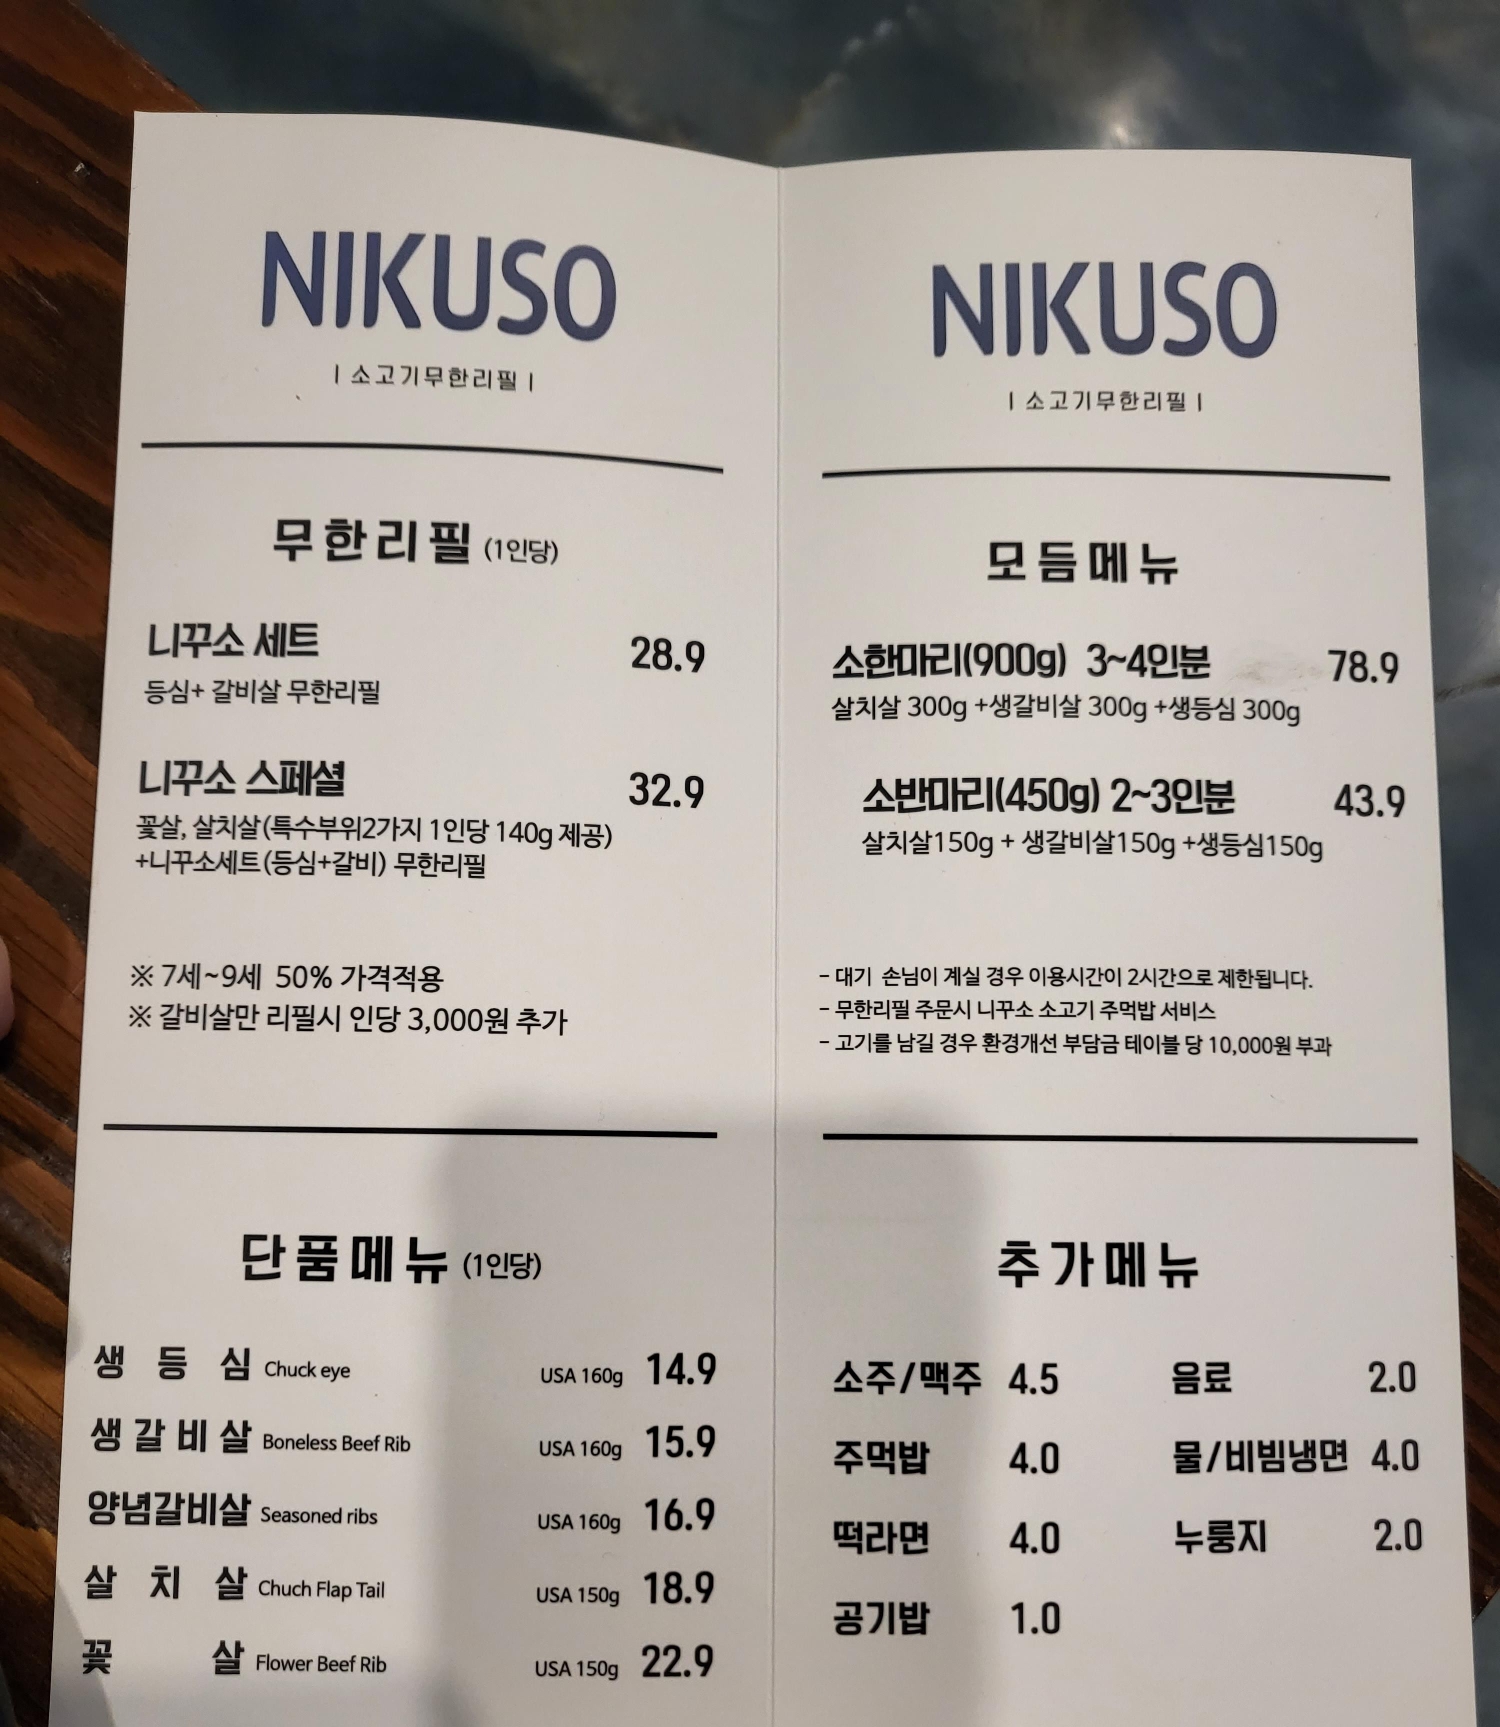 NIKUSO
| 소고기무한리필 |
무한리필 (1인당)
니꾸소 세트 28.9
등심+ 갈비살 무한리필
니꾸소 스페셜 32.9
꽃살, 살치살(특수부위2가지 1인당 140g 제공)
+니꾸소세트(등심+갈비) 무한리필
※ 7세~9세 50% 가격적용
※ 갈비살만 리필시 인당 3,000원 추가
단품메뉴 (1인당)
생등심 Chuck eye USA 160g 14.9
생갈비살 Boneless Beef Rib USA 160g 15.9
양념갈비살 Seasoned ribs USA 160g 16.9
살치살 Chuch Flap Tail USA 150g 18.9
꽃살 Flower Beef Rib USA 150g 22.9
NIKUSO
| 소고기무한리필 |
모듬메뉴
소한마리(900g) 3~4인분 78.9
살치살 300g +생갈비살 300g +생등심 300g
소반마리(450g) 2~3인분 43.9
살치살150g + 생갈비살150g +생등심150g
- 대기 손님이 계실 경우 이용시간이 2시간으로 제한됩니다.
- 무한리필 주문시 니꾸소 소고기 주먹밥 서비스
- 고기를 남길 경우 환경개선 부담금 테이블 당 10,000원 부과
추가메뉴
소주/맥주 4.5 음료 2.0
주먹밥 4.0 물/비빔냉면 4.0
떡라면 4.0 누룽지 2.0
공기밥 1.0